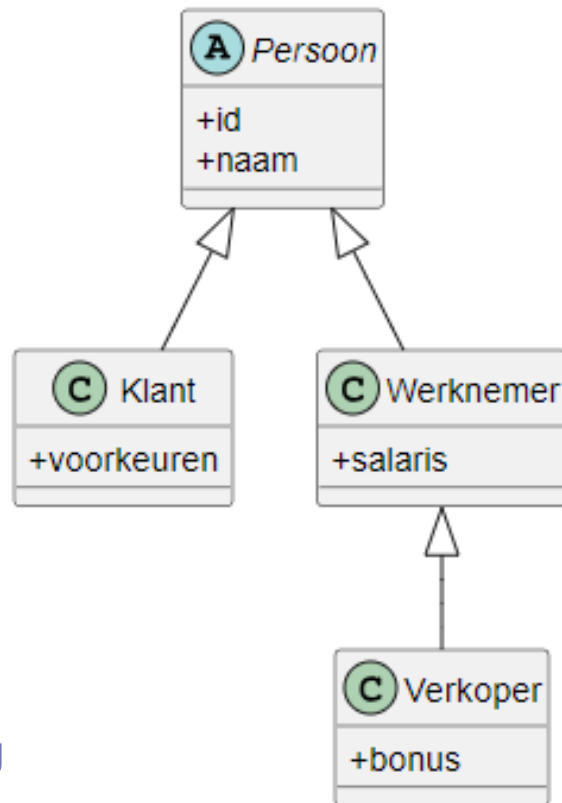 A Persoon
+id
+naam
C Klant
+voorkeuren
C Werknemer
+salaris
C Verkoper
+bonus